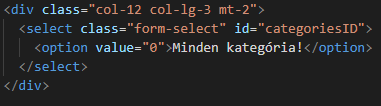 <div class="col-12 col-lg-3 mt-2">
  <select class="form-select" id="categoriesID">
    <option value="0">Minden kategória!</option>
  </select>
</div>